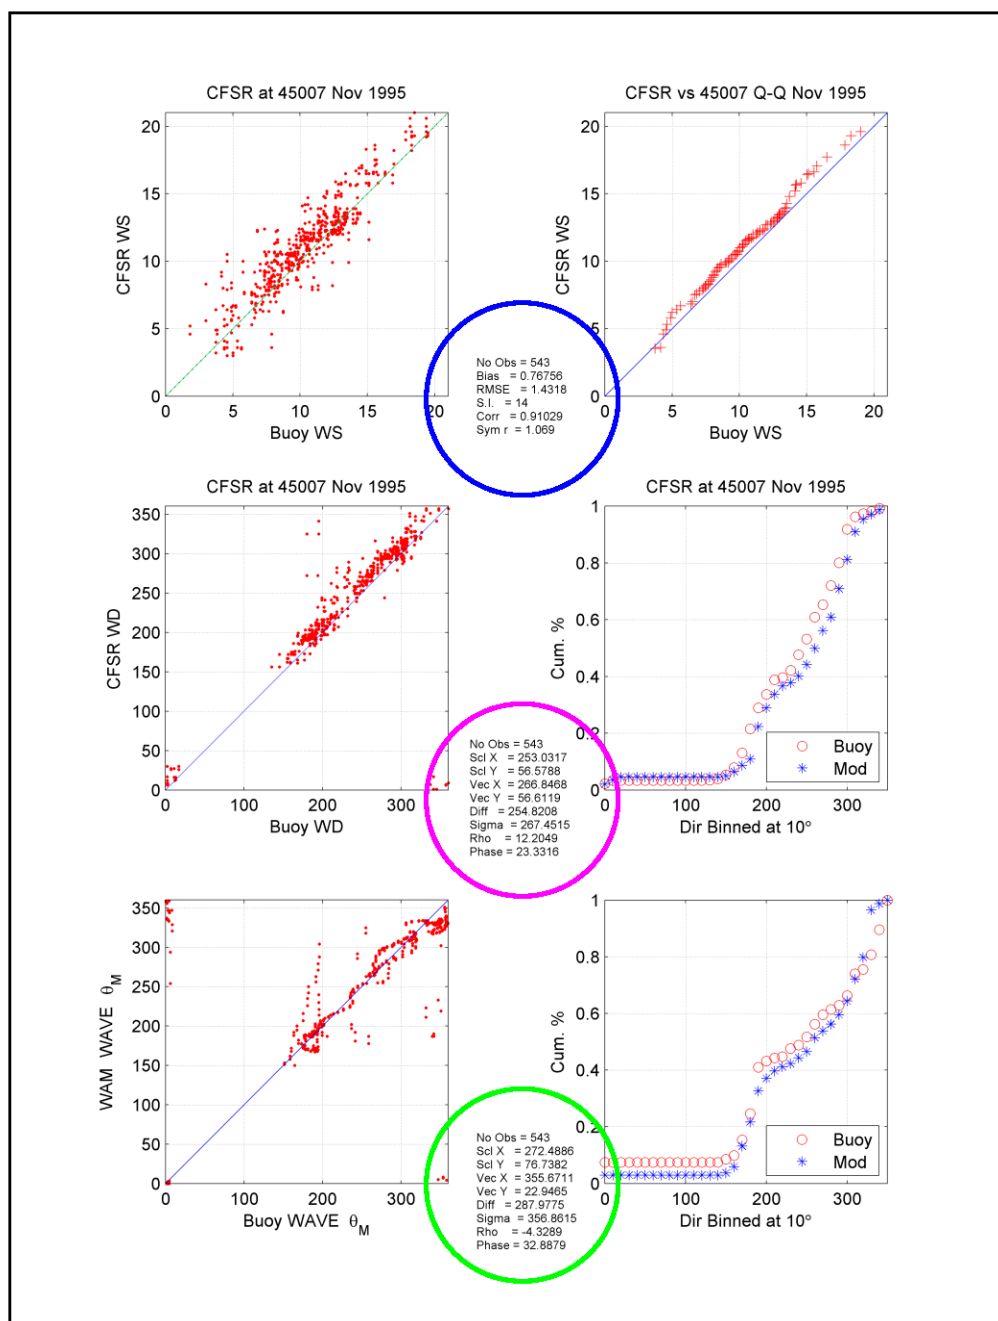 CFSR at 45007 Nov 1995
20
15
10
5
0
0 5 10 15 20
CFSR WS
Buoy WS
CFSR vs 45007 Q-Q Nov 1995
20
15
10
5
0
0 5 10 15 20
CFSR WS
Buoy WS
No Obs = 543
Bias = 0.76756
RMSE = 1.4318
S.I. = 14
Corr = 0.91029
Sym r = 1.069
CFSR at 45007 Nov 1995
350
300
250
200
150
100
50
0
0 100 200 300
CFSR WD
Buoy WD
CFSR at 45007 Nov 1995
1
0.8
0.6
0.4
0.2
0
0 100 200 300
Cum. %
Buoy
Mod
Dir Binned at 10°
No Obs = 543
Scl X = 253.0317
Scl Y = 56.5788
Vec X = 266.8468
Vec Y = 56.6119
Diff = 254.8208
Sigma = 267.4515
Rho = 12.2049
Phase = 23.3316
350
300
250
200
150
100
50
0
0 100 200 300
WAM WAVE θM
Buoy WAVE θM
1
0.8
0.6
0.4
0.2
0
0 100 200 300
Cum. %
Buoy
Mod
Dir Binned at 10°
No Obs = 543
Scl X = 272.4886
Scl Y = 76.7382
Vec X = 355.6711
Vec Y = 22.9465
Diff = 287.9775
Sigma = 356.8615
Rho = -4.3289
Phase = 32.8879